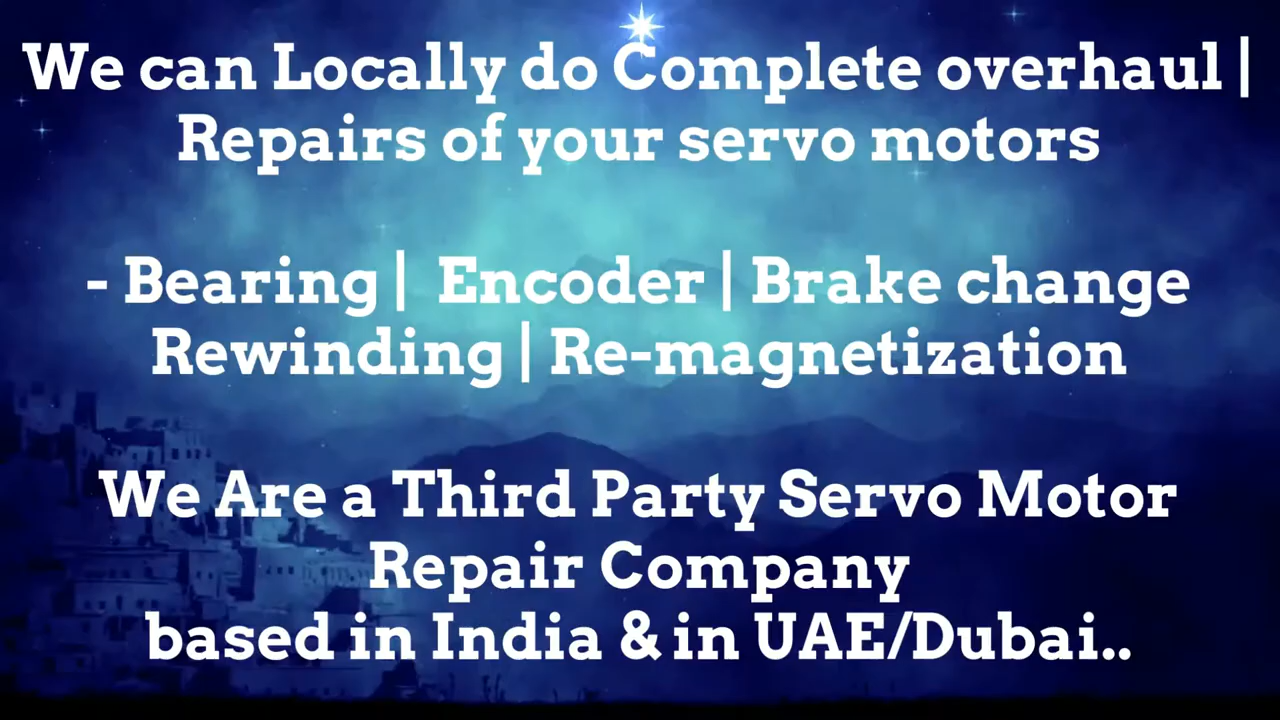 We can Locally do Complete overhaul |
Repairs of your servo motors
- Bearing | Encoder | Brake change
Rewinding | Re-magnetization
We Are a Third Party Servo Motor
Repair Company
based in India & in UAE/Dubai..